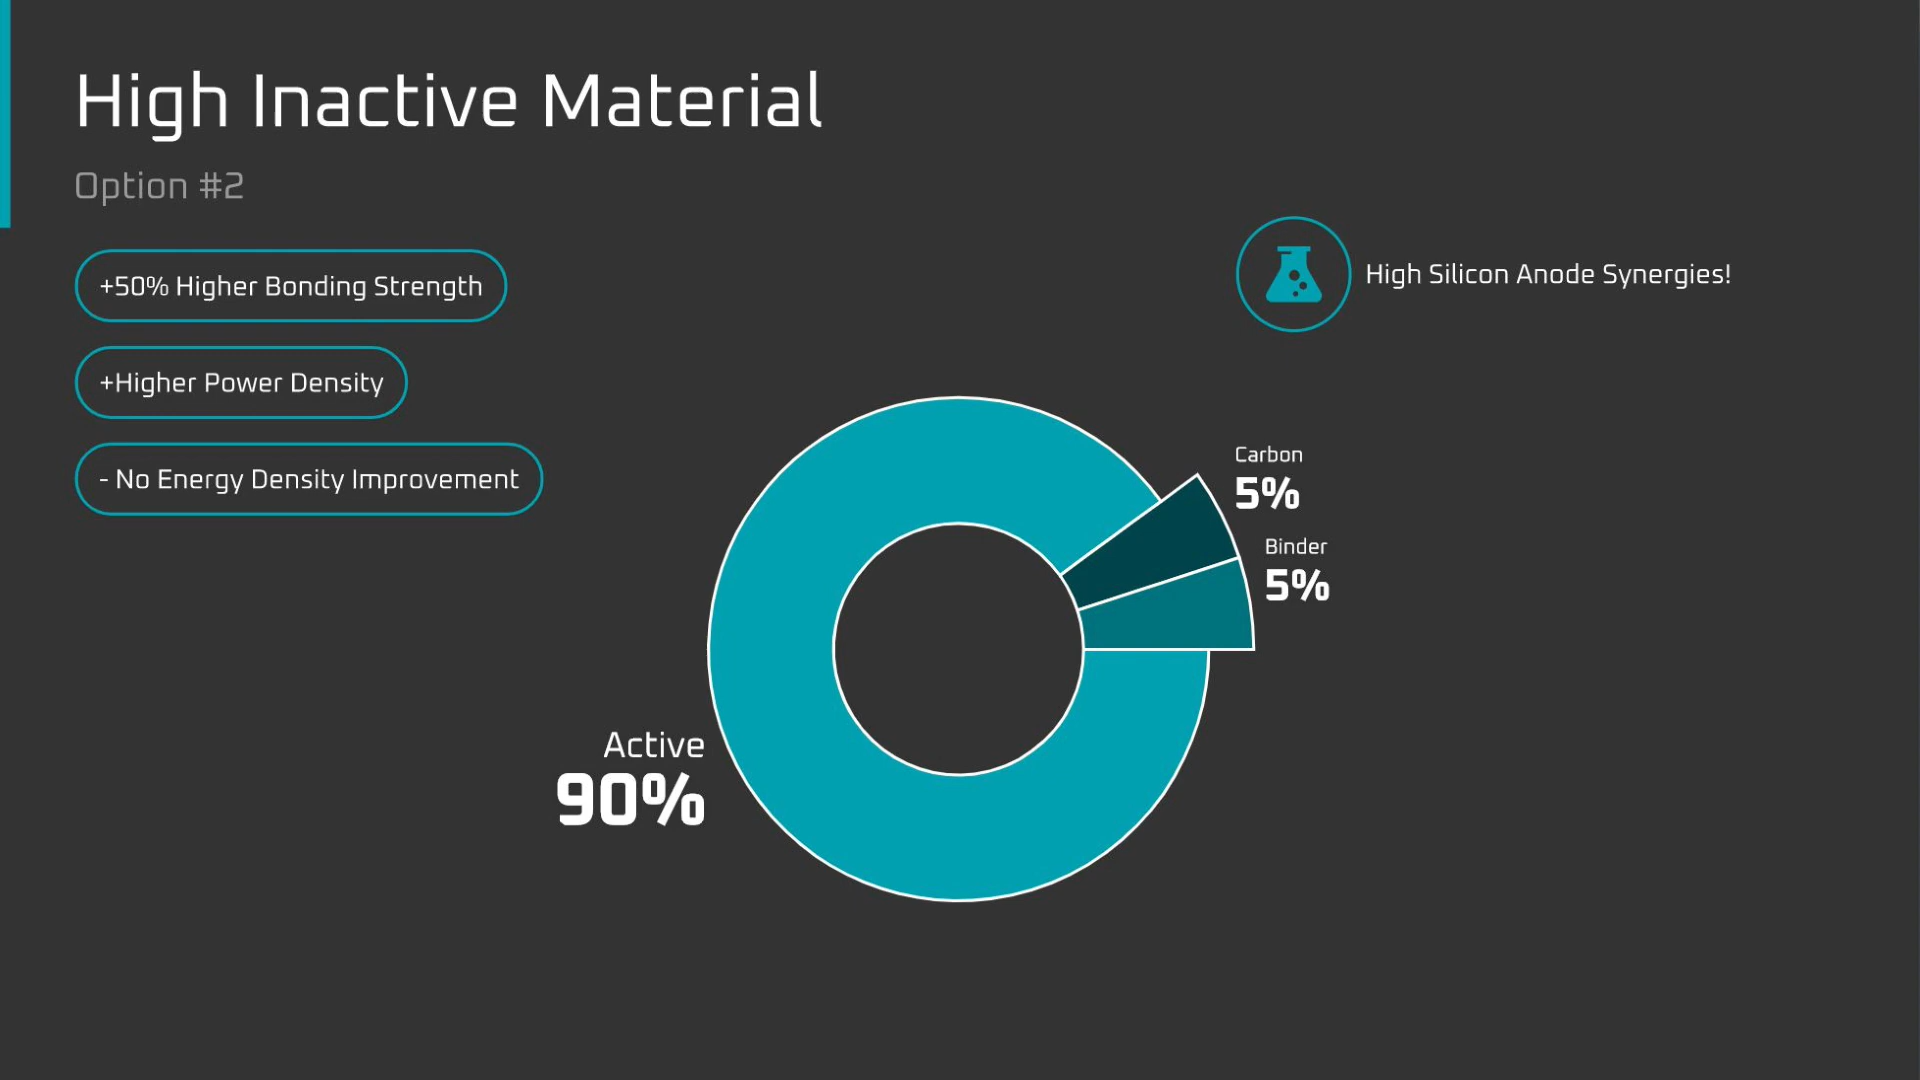 High Inactive Material
Option #2
+50% Higher Bonding Strength
+Higher Power Density
- No Energy Density Improvement
High Silicon Anode Synergies!
Carbon
5%
Binder
5%
Active
90%